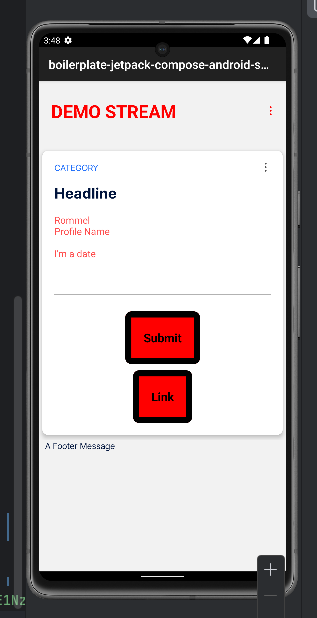 3:48
boilerplate-jetpack-compose-android-s...
DEMO STREAM
CATEGORY
Headline
Rommel
Profile Name
I'm a date
Submit
Link
A Footer Message
E1Nz